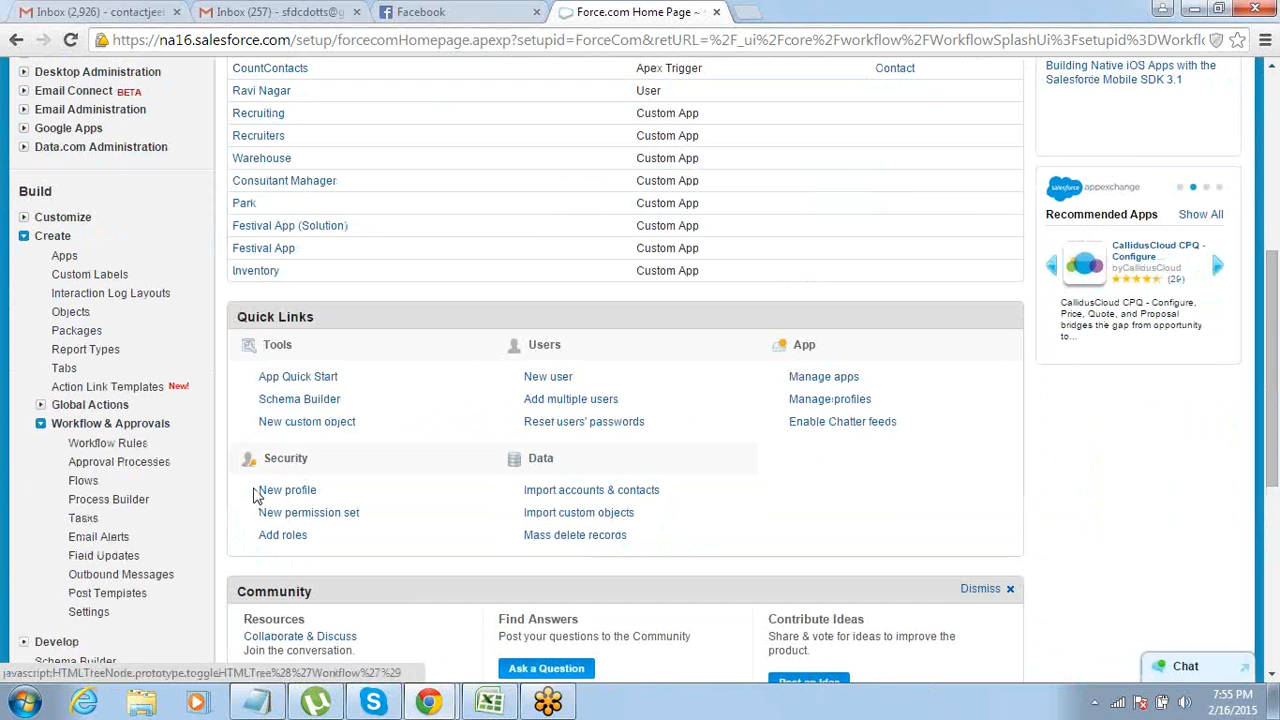 Inbox (2,926) - contactjee
Inbox (257) - sfdcdotts@g
Facebook
Force.com Home Page ~
https://na16.salesforce.com/setup/forcecomHomepage.apexp?setupid=ForceCom&retURL=%2F_ui%2Fcore%2Fworkflow%2FWorkflowSplashUi%3Fsetupid%3DWorkfl
Desktop Administration
Email Connect BETA
Email Administration
Google Apps
Data.com Administration
Build
Customize
Create
Apps
Custom Labels
Interaction Log Layouts
Objects
Packages
Report Types
Tabs
Action Link Templates New!
Global Actions
Workflow & Approvals
Workflow Rules
Approval Processes
Flows
Process Builder
Tasks
Email Alerts
Field Updates
Outbound Messages
Post Templates
Settings
Develop
Schema Builder
CountContacts Apex Trigger Contact
Ravi Nagar User
Recruiting Custom App
Recruiters Custom App
Warehouse Custom App
Consultant Manager Custom App
Park Custom App
Festival App (Solution) Custom App
Festival App Custom App
Inventory Custom App
Quick Links
Tools Users App
App Quick Start New user Manage apps
Schema Builder Add multiple users Manage profiles
New custom object Reset users' passwords Enable Chatter feeds
Security Data
New profile Import accounts & contacts
New permission set Import custom objects
Add roles Mass delete records
Community Dismiss
Resources
Collaborate & Discuss
Join the conversation.
Find Answers
Post your questions to the Community
Ask a Question
Contribute Ideas
Share & vote for ideas to improve the
product.
Post an Idea
Building Native iOS Apps with the
Salesforce Mobile SDK 3.1
salesforce appexchange
Recommended Apps Show All
CallidusCloud CPQ -
Configure...
byCallidusCloud
(29)
CallidusCloud CPQ - Configure,
Price, Quote, and Proposal
bridges the gap from opportunity
to...
Chat
javascript:HTMLTreeNode.prototype.toggleHTMLTree%28%27Workflow%27%29
7:55 PM
2/16/2015